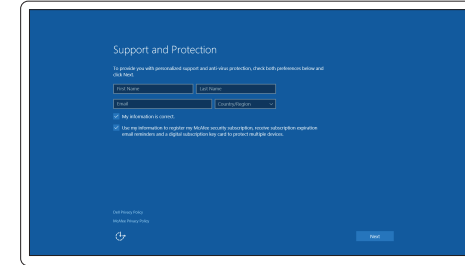 Support and Protection
To provide you with personalized support and anti-virus protection, check both preferences below and
click Next.
First Name
Last Name
Email
Country/Region
My information is correct.
Use my information to register my McAfee security subscription, receive subscription expiration
email reminders and a digital subscription key card to protect multiple devices.
Dell Privacy Policy
McAfee Privacy Policy
Next